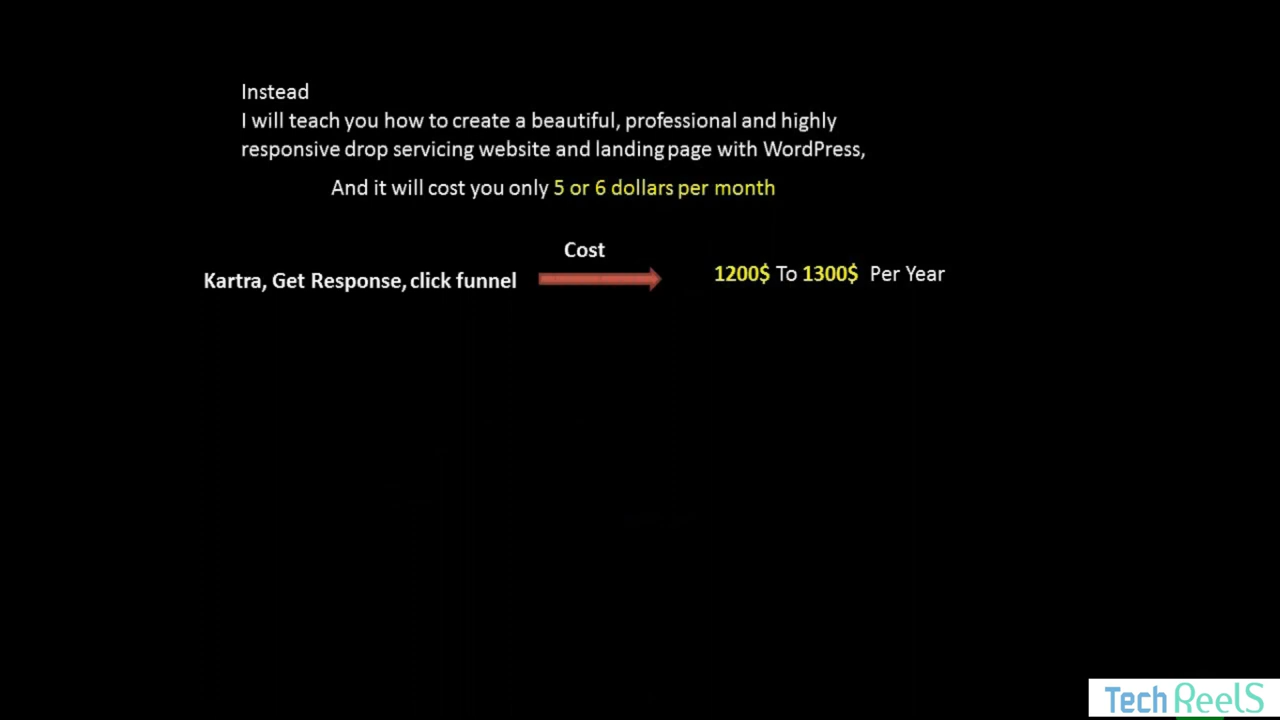 Instead
I will teach you how to create a beautiful, professional and highly
responsive drop servicing website and landing page with WordPress,
And it will cost you only 5 or 6 dollars per month
Cost
Kartra, Get Response, click funnel
1200$ To 1300$ Per Year
Tech ReelS